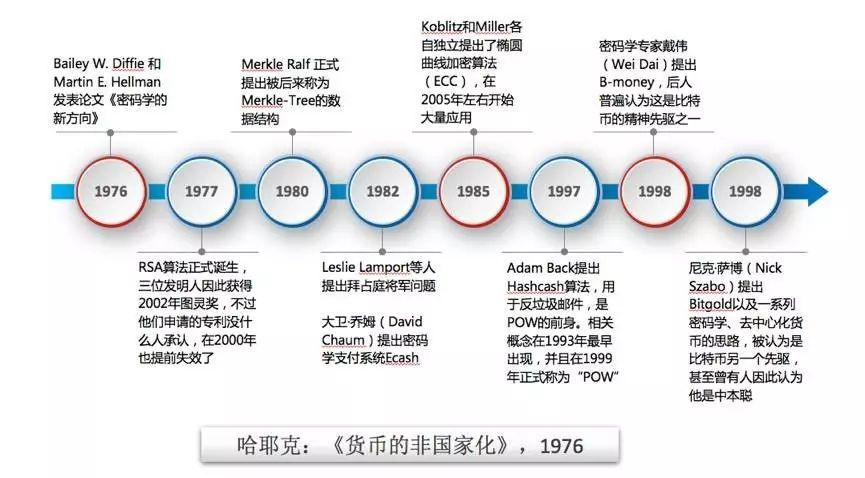 Bailey W. Diffie 和
Martin E. Hellman
发表论文《密码学的
新方向》
Merkle Ralf 正式
提出被后来称为
Merkle-Tree的数
据结构
Koblitz和Miller各
自独立提出了椭圆
曲线加密算法
（ECC），在
2005年左右开始
大量应用
密码学专家戴伟
（Wei Dai）提出
B-money，后人
普遍认为这是比特
币的精神先驱之一
1976
1977
1980
1982
1985
1997
1998
1998
RSA算法正式诞生，
三位发明人因此获得
2002年图灵奖，不过
他们申请的专利没什
么人承认，在2000年
也提前失效了
Leslie Lamport等人
提出拜占庭将军问题
大卫·乔姆（David
Chaum）提出密码
学支付系统Ecash
Adam Back提出
Hashcash算法，用
于反垃圾邮件，是
POW的前身。相关
概念在1993年最早
出现，并且在1999
年正式称为“POW”
尼克·萨博（Nick
Szabo）提出
Bitgold以及一系列
密码学、去中心化货
币的思路，被认为是
比特币另一个先驱，
甚至曾有人因此认为
他是中本聪
哈耶克：《货币的非国家化》，1976